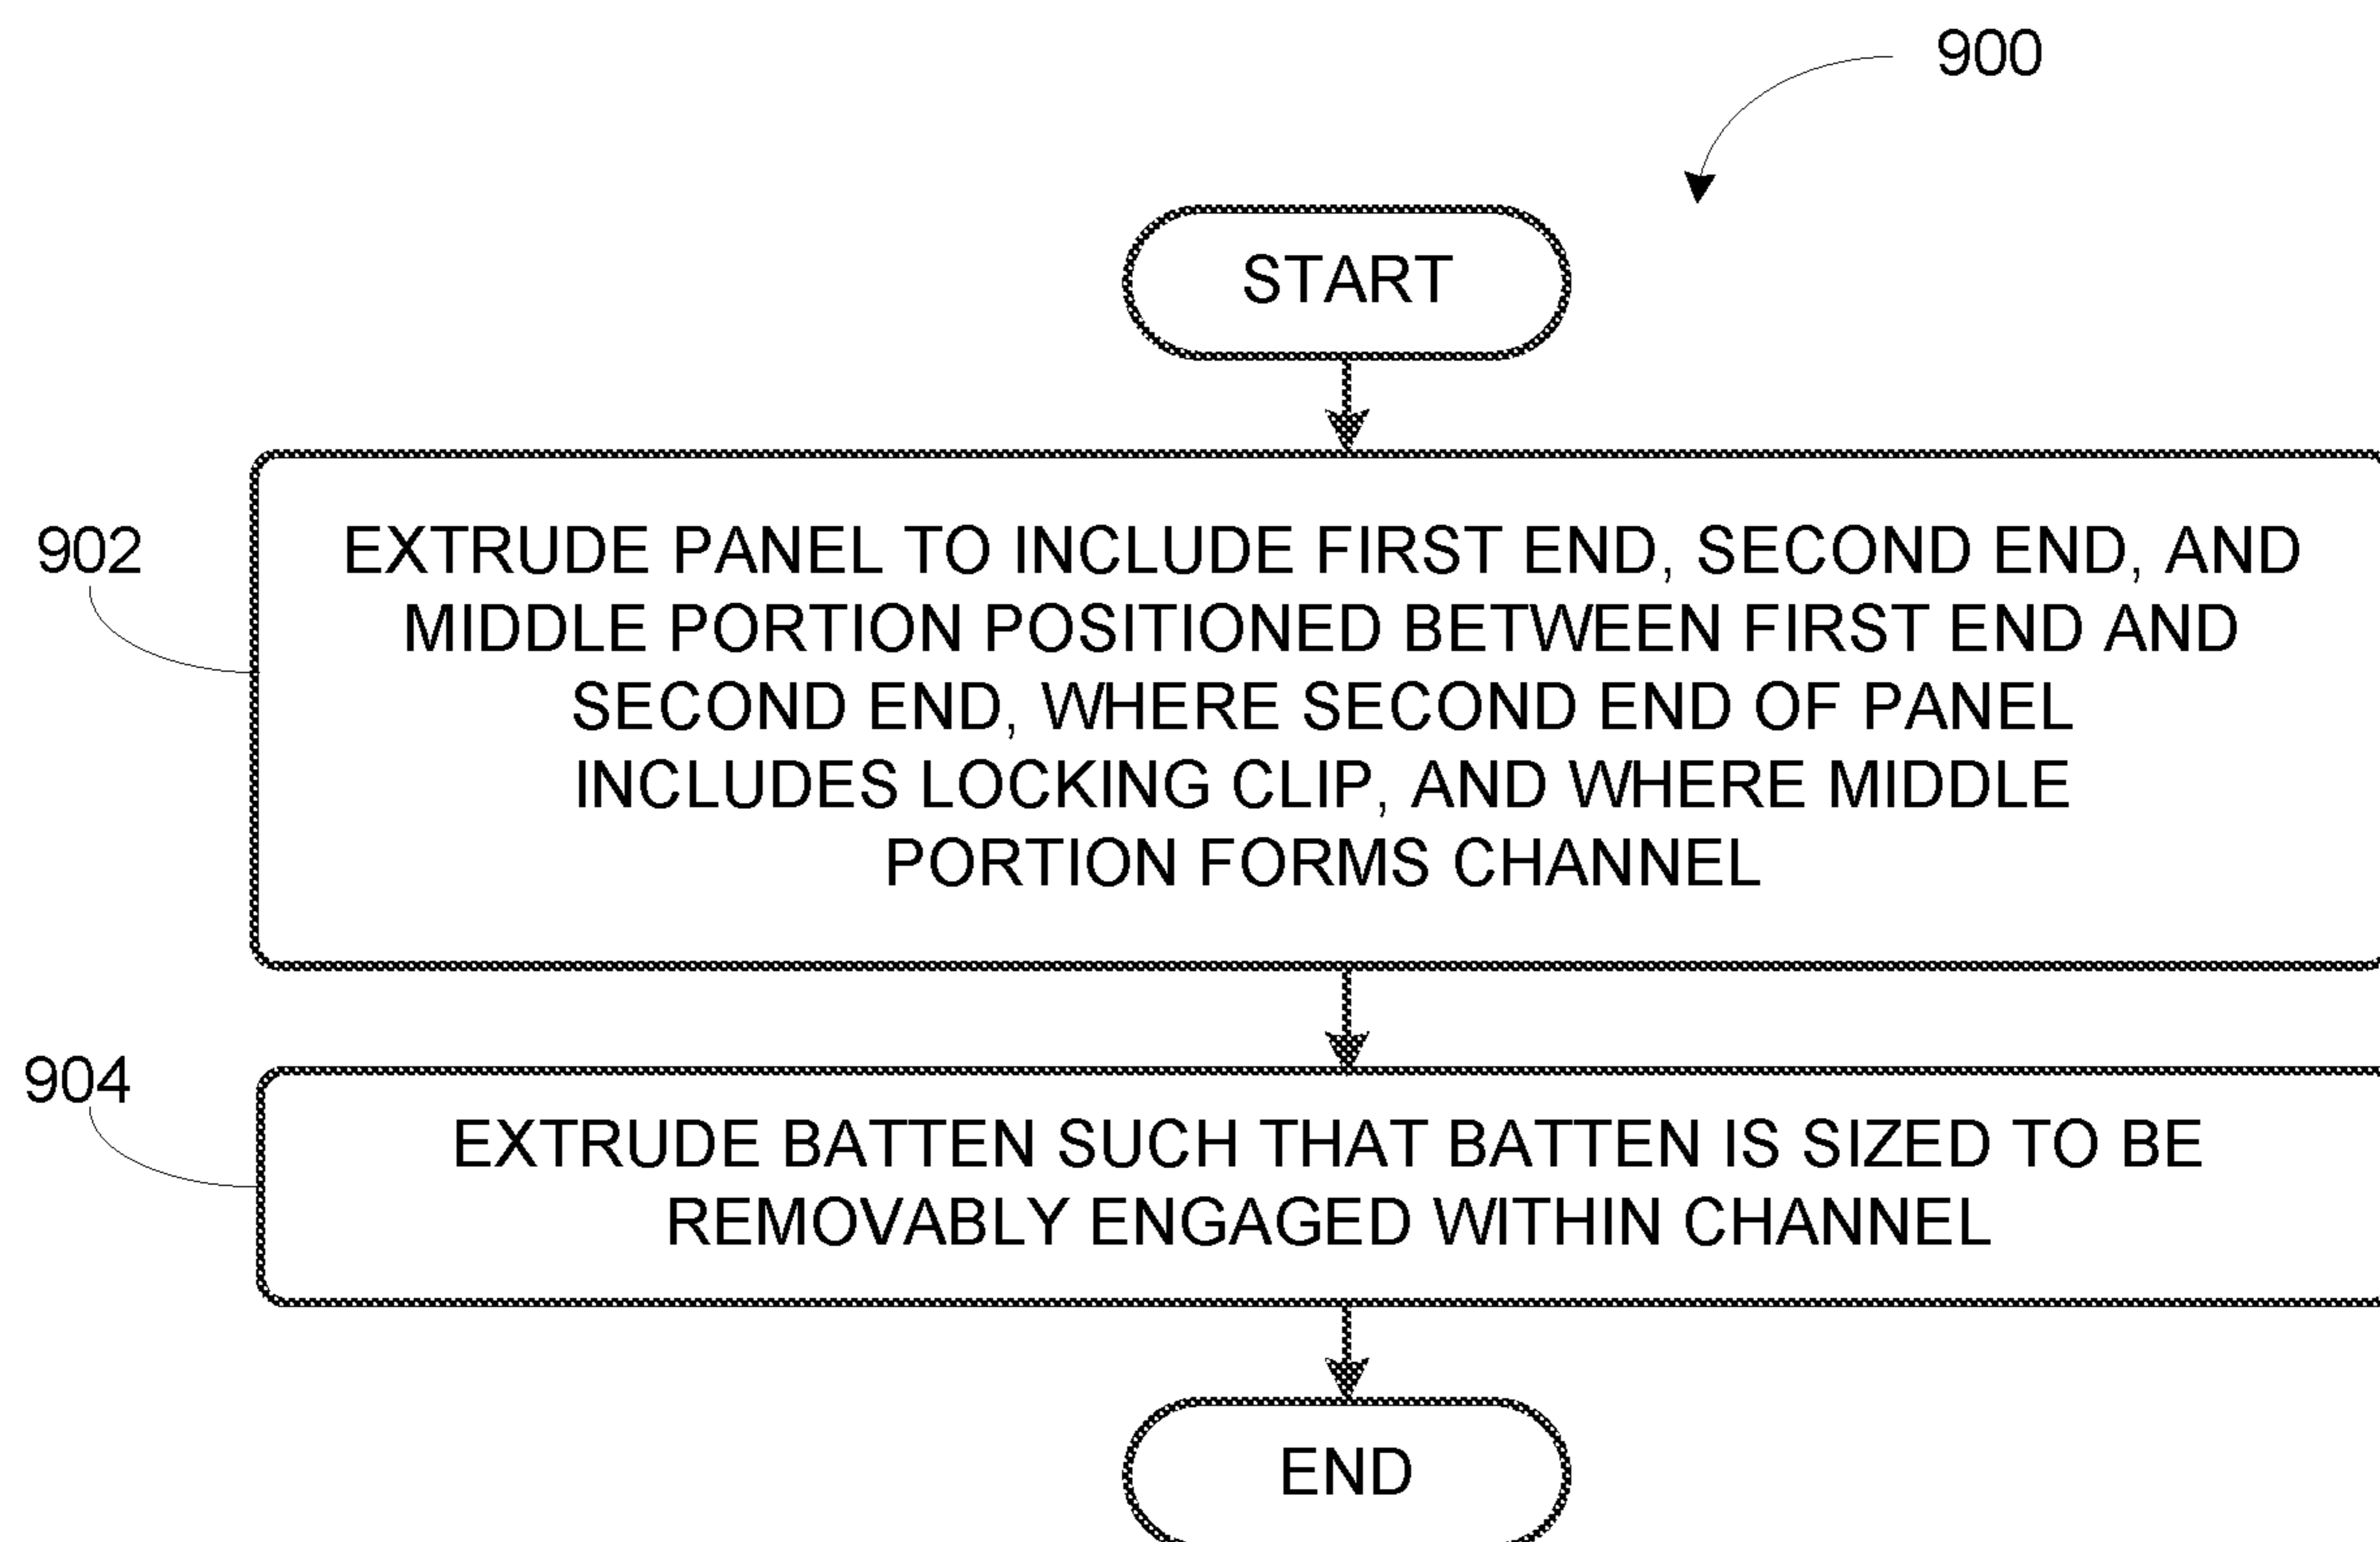 900
START
902
EXTRUDE PANEL TO INCLUDE FIRST END, SECOND END, AND
MIDDLE PORTION POSITIONED BETWEEN FIRST END AND
SECOND END, WHERE SECOND END OF PANEL
INCLUDES LOCKING CLIP, AND WHERE MIDDLE
PORTION FORMS CHANNEL
904
EXTRUDE BATTEN SUCH THAT BATTEN IS SIZED TO BE
REMOVABLY ENGAGED WITHIN CHANNEL
END